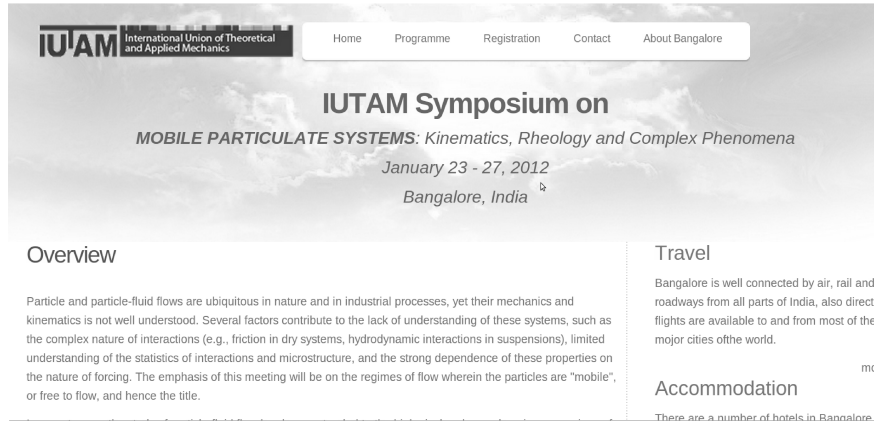 IUTAM International Union of Theoretical
and Applied Mechanics
Home Programme Registration Contact About Bangalore
IUTAM Symposium on
MOBILE PARTICULATE SYSTEMS: Kinematics, Rheology and Complex Phenomena
January 23 - 27, 2012
Bangalore, India
Overview
Particle and particle-fluid flows are ubiquitous in nature and in industrial processes, yet their mechanics and
kinematics is not well understood. Several factors contribute to the lack of understanding of these systems, such as
the complex nature of interactions (e.g., friction in dry systems, hydrodynamic interactions in suspensions), limited
understanding of the statistics of interactions and microstructure, and the strong dependence of these properties on
the nature of forcing. The emphasis of this meeting will be on the regimes of flow wherein the particles are "mobile",
or free to flow, and hence the title.
Travel
Bangalore is well connected by air, rail and
roadways from all parts of India, also direct
flights are available to and from most of the
mojor cities ofthe world.
Accommodation
There are a number of hotels in Bangalore